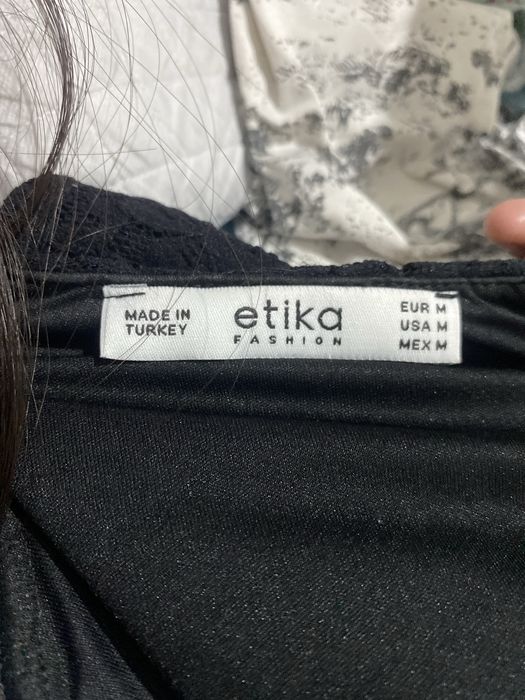 MADE IN
TURKEY
etika
FASHION
EUR M
USA M
MEX M